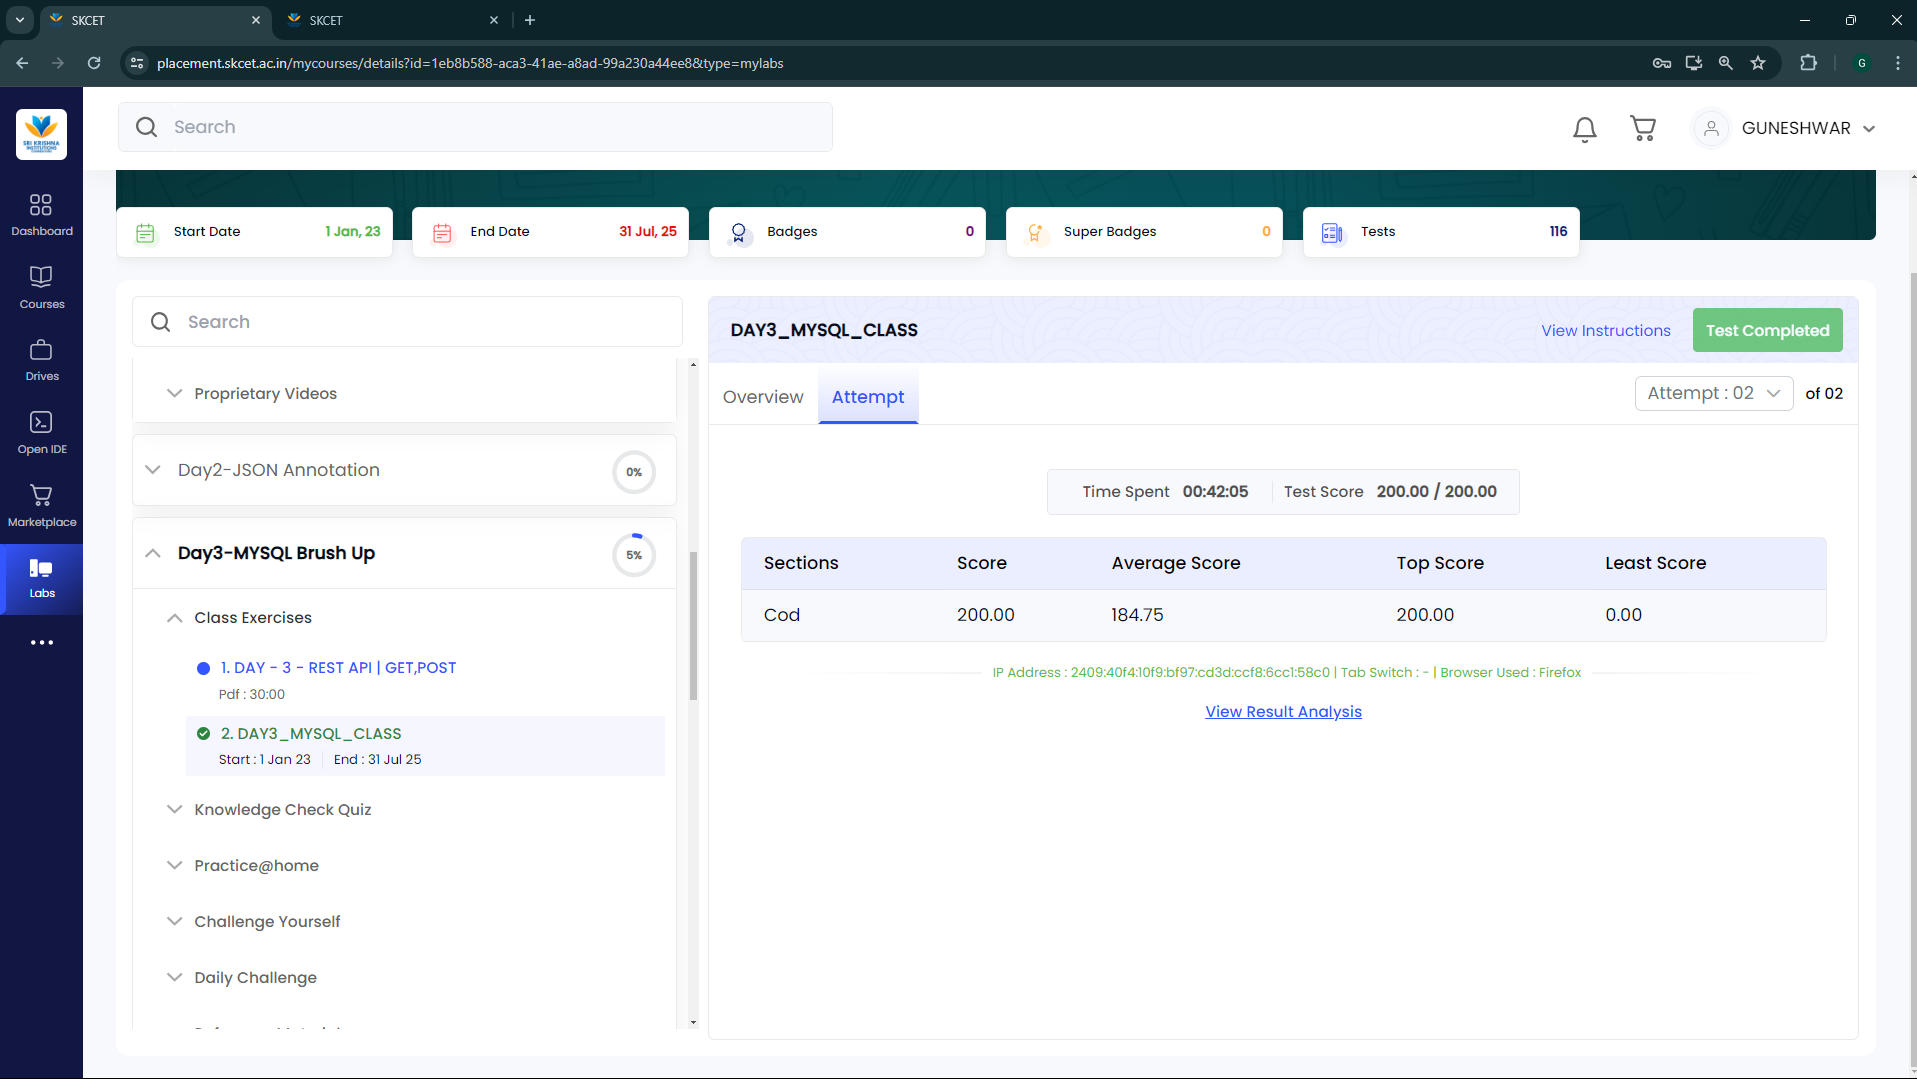 SKCET
SKCET
placement.skcet.ac.in/mycourses/details?id=1eb8b588-aca3-41ae-a8ad-99a230a44ee8&type=mylabs
G
SRI KRISHNA
INSTITUTIONS
Search
GUNESHWAR
Dashboard
Courses
Drives
Open IDE
Marketplace
Labs
Start Date 1 Jan, 23
End Date 31 Jul, 25
Badges 0
Super Badges 0
Tests 116
Search
Proprietary Videos
Day2-JSON Annotation 0%
Day3-MYSQL Brush Up 5%
Class Exercises
1. DAY - 3 - REST API | GET,POST
Pdf : 30:00
2. DAY3_MYSQL_CLASS
Start : 1 Jan 23 End : 31 Jul 25
Knowledge Check Quiz
Practice@home
Challenge Yourself
Daily Challenge
DAY3_MYSQL_CLASS View Instructions Test Completed
Overview Attempt Attempt : 02 of 02
Time Spent 00:42:05 Test Score 200.00 / 200.00
Sections Score Average Score Top Score Least Score
Cod 200.00 184.75 200.00 0.00
IP Address : 2409:40f4:10f9:bf97:cd3d:ccf8:6cc1:58c0 | Tab Switch : - | Browser Used : Firefox
View Result Analysis